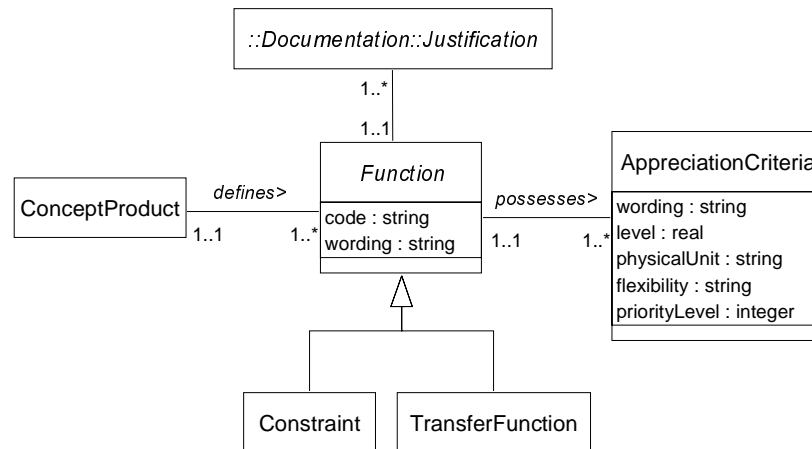 ::Documentation::Justification
1..*
1..1
Function
AppreciationCriteria
ConceptProduct
defines>
possesses>
code : string
wording : string
1..1
1..*
1..1
1..*
wording : string
level : real
physicalUnit : string
flexibility : string
priorityLevel : integer
Constraint
TransferFunction